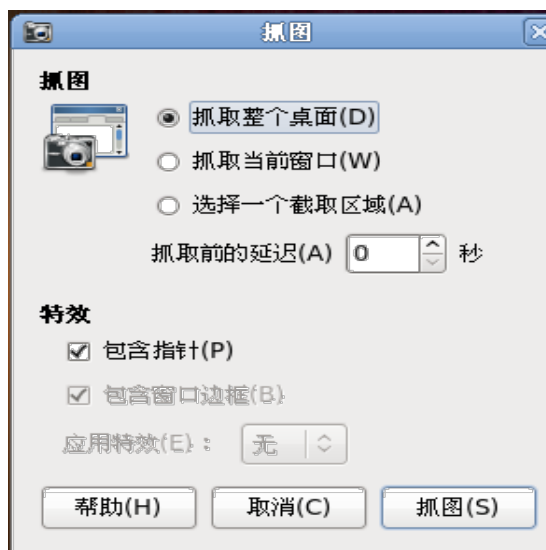 抓图
抓图
抓取整个桌面(D)
抓取当前窗口(W)
选择一个截取区域(A)
抓取前的延迟(A) 0 秒
特效
包含指针(P)
包含窗口边框(B)
应用特效(E)： 无
帮助(H) 取消(C) 抓图(S)